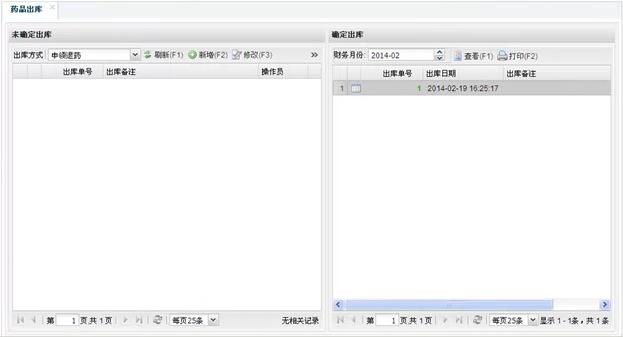 药品出库
未确定出库
出库方式 申领退药 刷新(F1) 新增(F2) 修改(F3) »
出库单号 出库备注 操作员
第 1 页,共 1 页 每页25条 无相关记录
确定出库
财务月份: 2014-02 查看(F1) 打印(F2)
出库单号 出库日期 出库备注
1 1 2014-02-19 16:25:17
第 1 页,共 1 页 每页25条 显示 1 - 1条，共 1 条